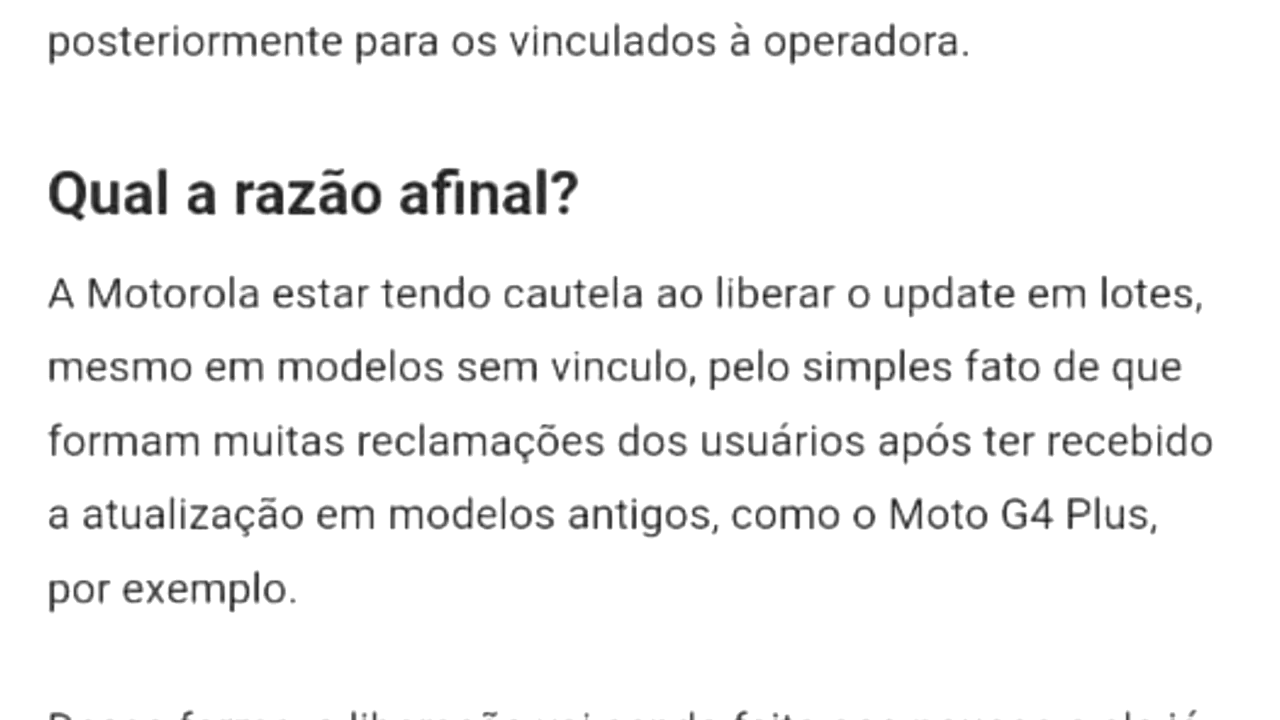 posteriormente para os vinculados à operadora.
Qual a razão afinal?
A Motorola estar tendo cautela ao liberar o update em lotes,
mesmo em modelos sem vinculo, pelo simples fato de que
formam muitas reclamações dos usuários após ter recebido
a atualização em modelos antigos, como o Moto G4 Plus,
por exemplo.